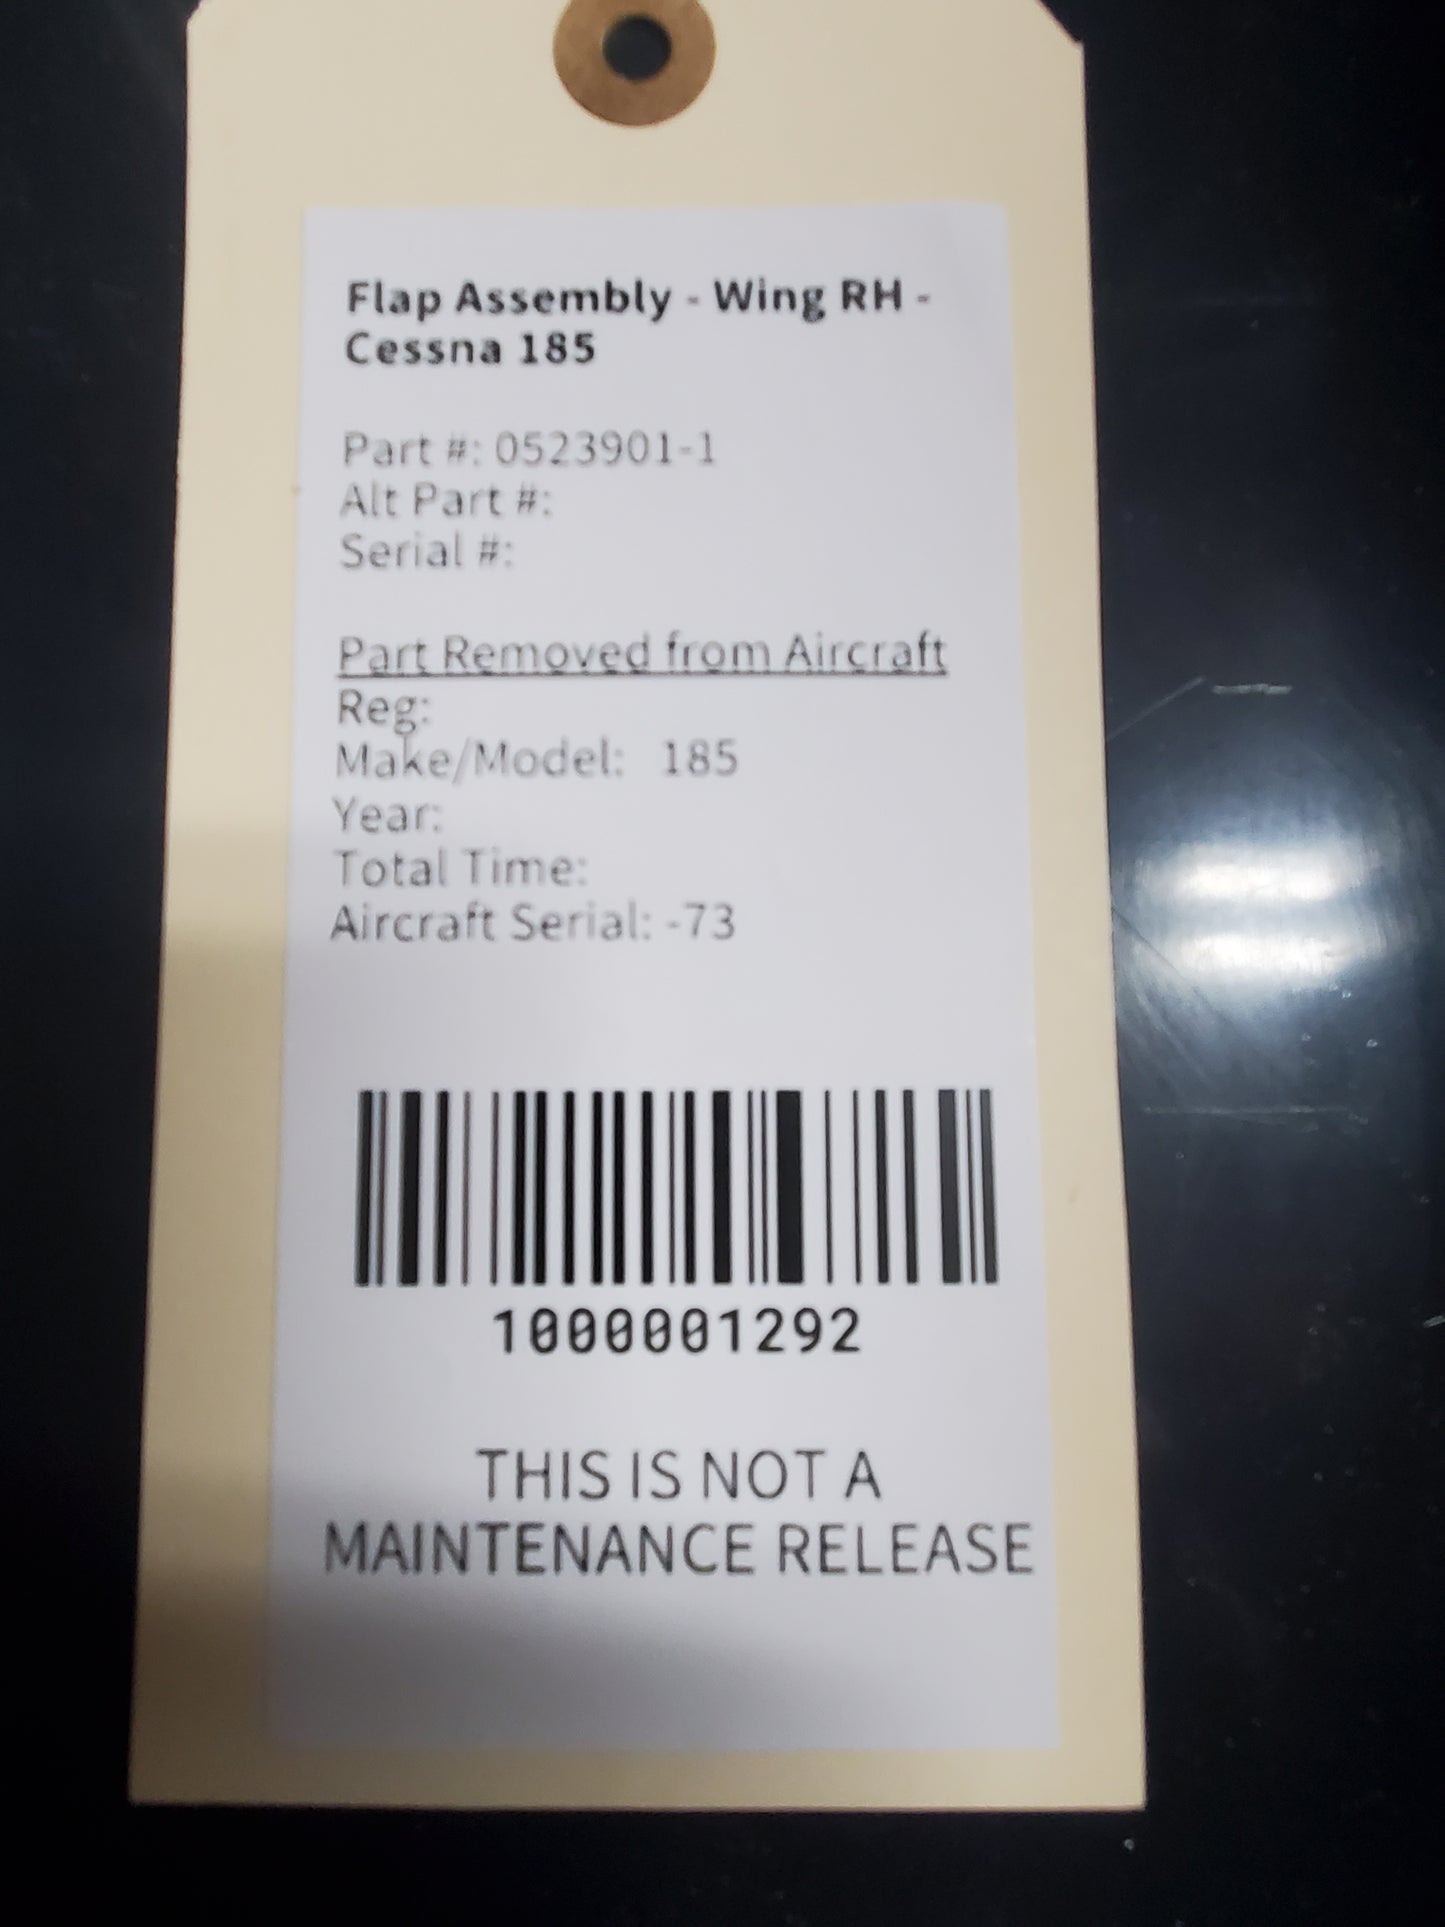 Flap Assembly - Wing RH -
Cessna 185
Part #: 0523901-1
Alt Part #:
Serial #:
Part Removed from Aircraft
Reg:
Make/Model: 185
Year:
Total Time:
Aircraft Serial: -73
1000001292
THIS IS NOT A
MAINTENANCE RELEASE